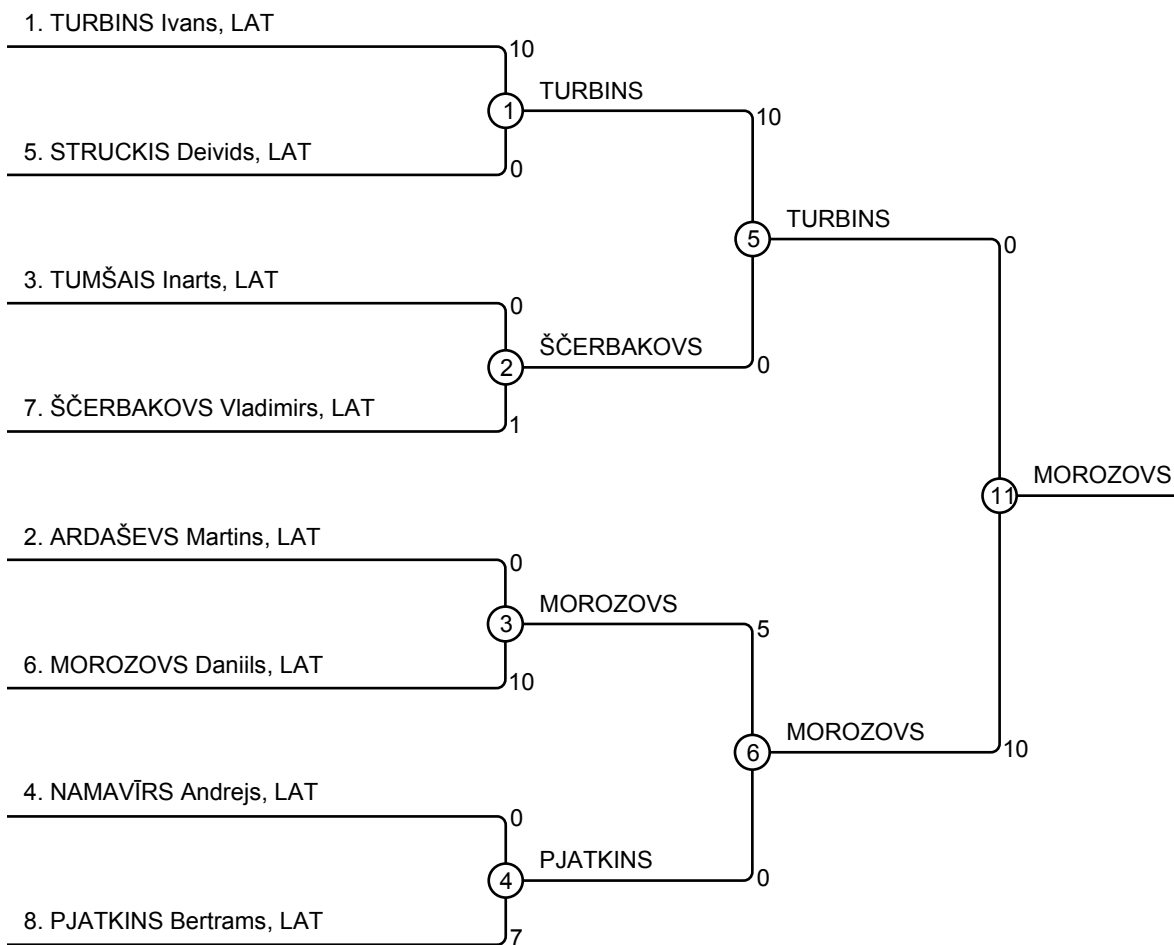 1. TURBINS Ivans, LAT
10
1
TURBINS
10
5. STRUCKIS Deivids, LAT
0
5
TURBINS
0
3. TUMŠAIS Inarts, LAT
0
2
ŠČERBAKOVS
0
7. ŠČERBAKOVS Vladimirs, LAT
1
11
MOROZOVS
2. ARDAŠEVS Martins, LAT
0
3
MOROZOVS
5
6. MOROZOVS Daniils, LAT
10
6
MOROZOVS
10
4. NAMAVĪRS Andrejs, LAT
0
4
PJATKINS
0
8. PJATKINS Bertrams, LAT
7